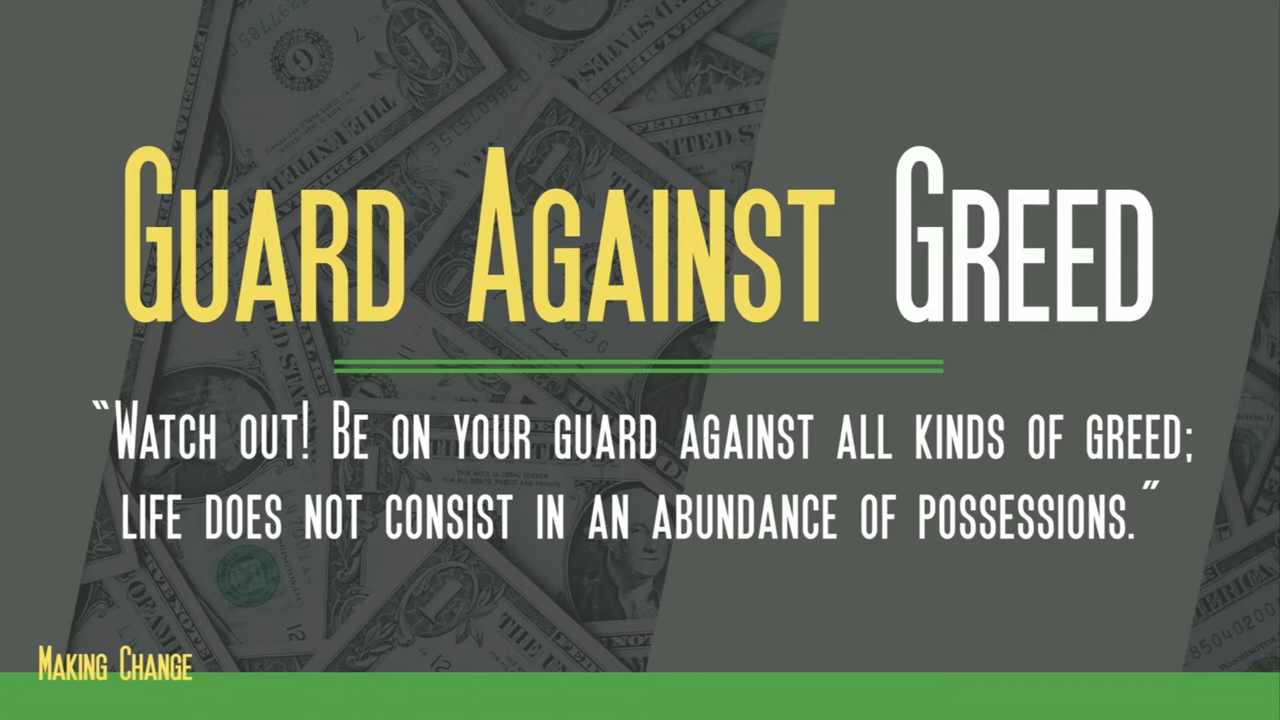 Guard Against Greed
“Watch out! Be on your guard against all kinds of greed;
life does not consist in an abundance of possessions.”
Making Change